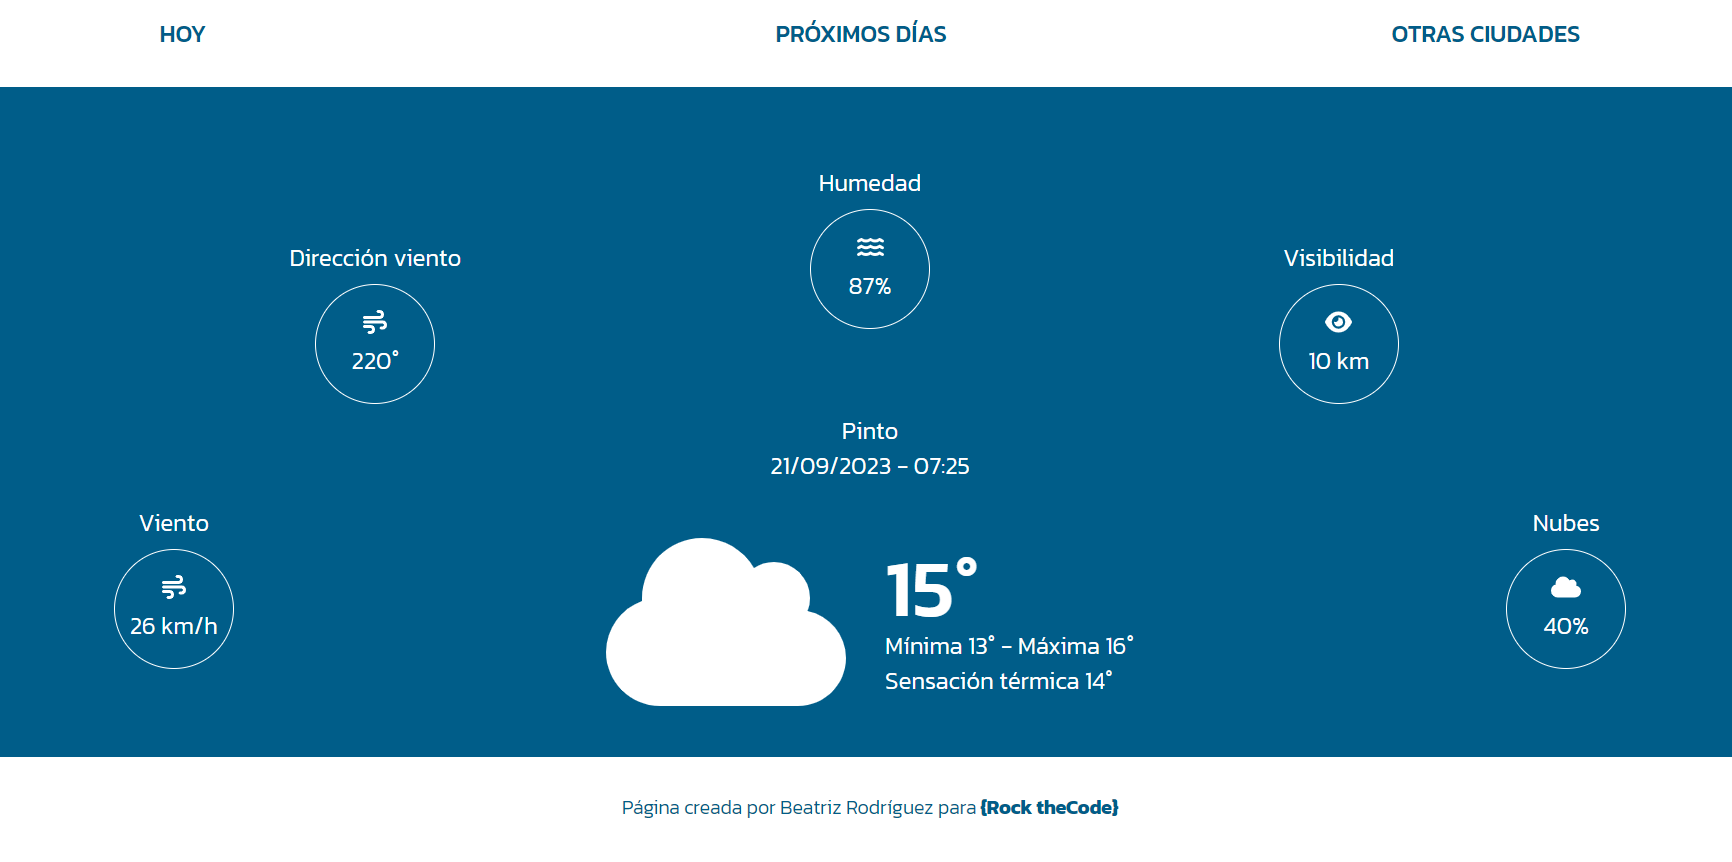 HOY
PRÓXIMOS DÍAS
OTRAS CIUDADES
Humedad
87%
Dirección viento
220°
Visibilidad
10 km
Pinto
21/09/2023 - 07:25
Viento
26 km/h
15°
Mínima 13° - Máxima 16°
Sensación térmica 14°
Nubes
40%
Página creada por Beatriz Rodríguez para {Rock theCode}